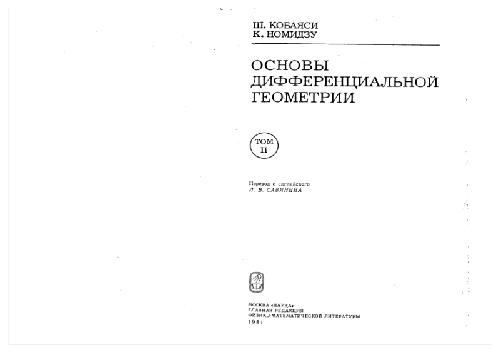 Ш. КОБАЯСИ
К. НОМИДЗУ
ОСНОВЫ
ДИФФЕРЕНЦИАЛЬНОЙ
ГЕОМЕТРИИ
ТОМ
II
Перевод с английского
Л. В. САБИНИНА
МОСКВА «НАУКА»
ГЛАВНАЯ РЕДАКЦИЯ
ФИЗИКО-МАТЕМАТИЧЕСКОЙ ЛИТЕРАТУРЫ
1981